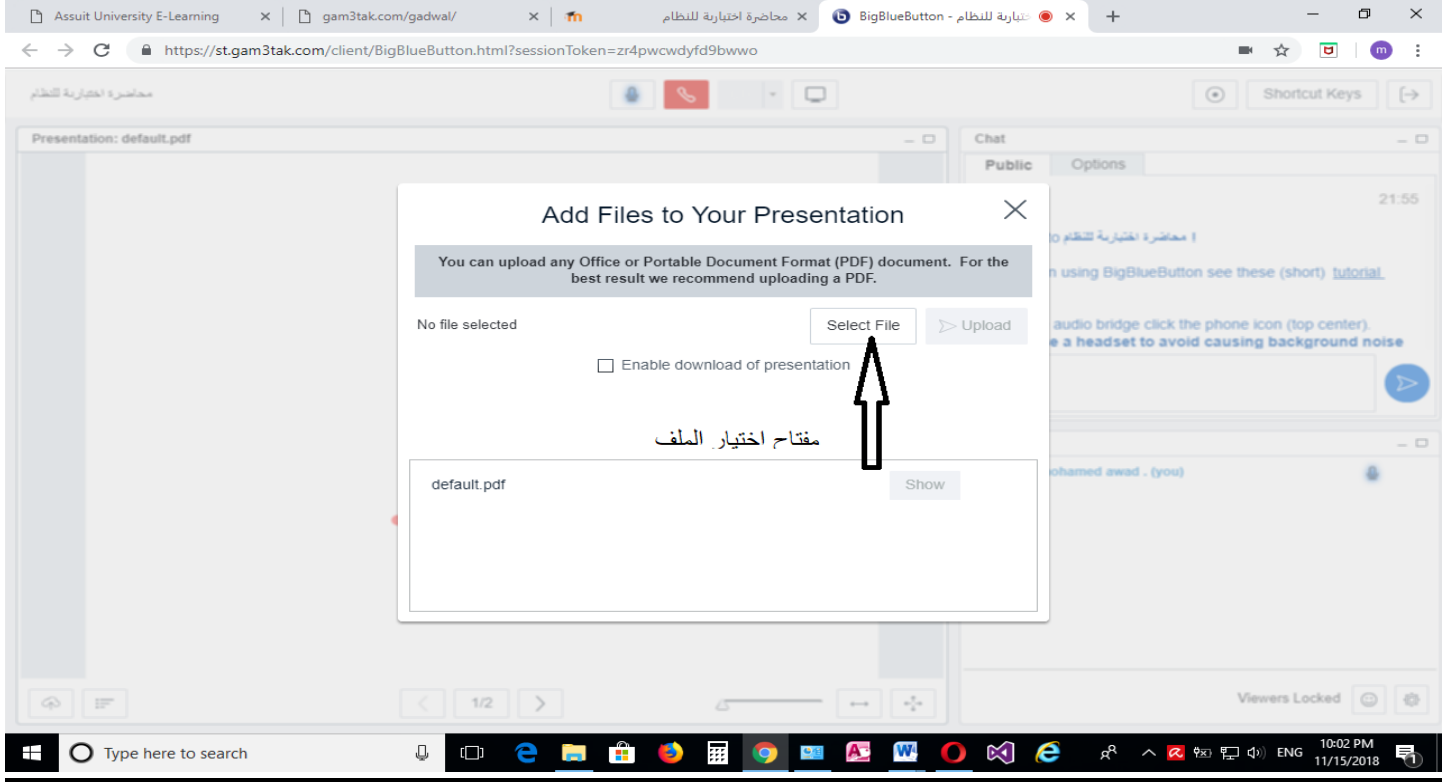 Assuit University E-Learning
gam3tak.com/gadwal/
محاضرة اختبارية للنظام
BigBlueButton - ختبارية للنظام
https://st.gam3tak.com/client/BigBlueButton.html?sessionToken=zr4pwcwdyfd9bwwo
m
محاضرة اختبارية للنظام
Shortcut Keys
Presentation: default.pdf
Chat
Public
Options
21:55
Add Files to Your Presentation
to محاضرة اختبارية للنظام !
You can upload any Office or Portable Document Format (PDF) document. For the
best result we recommend uploading a PDF.
n using BigBlueButton see these (short) tutorial
No file selected
Select File
Upload
audio bridge click the phone icon (top center).
e a headset to avoid causing background noise
Enable download of presentation
مفتاح اختيار الملف
ohamed awad . (you)
default.pdf
Show
1/2
Viewers Locked
Type here to search
ENG
10:02 PM
11/15/2018
1